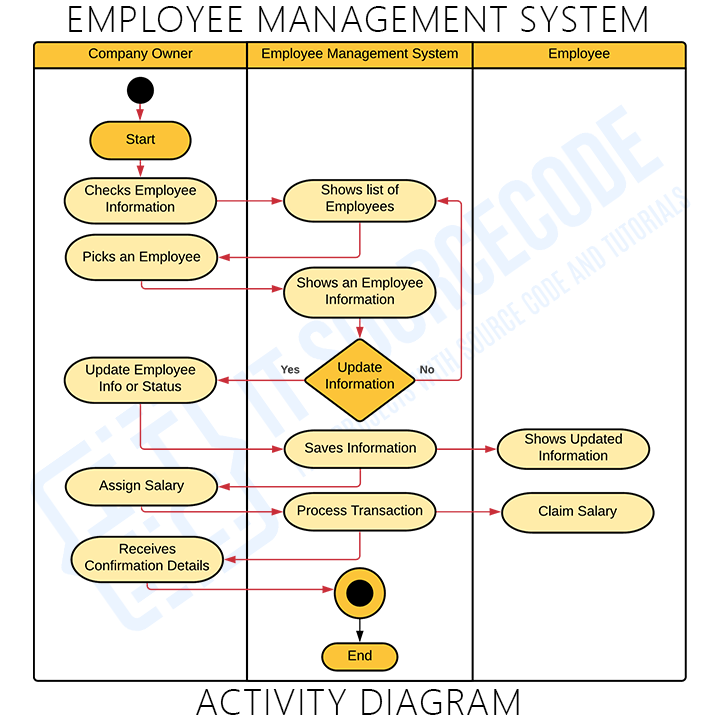 EMPLOYEE MANAGEMENT SYSTEM
Company Owner
Employee Management System
Employee
Start
Checks Employee
Information
Shows list of
Employees
Picks an Employee
Shows an Employee
Information
Update
Information
Yes
No
Update Employee
Info or Status
Saves Information
Shows Updated
Information
Assign Salary
Process Transaction
Claim Salary
Receives
Confirmation Details
End
ITSOURCECODE
WITH SOURCE CODE AND TUTORIALS
ACTIVITY DIAGRAM